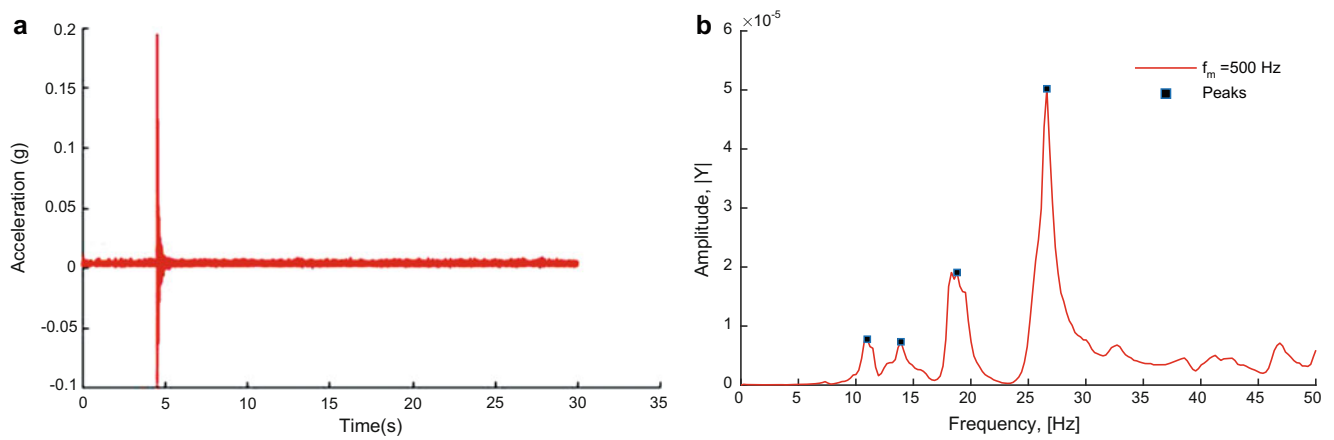 a
0.2
0.15
0.1
0.05
0
-0.05
-0.1
Acceleration (g)
0 5 10 15 20 25 30 35
Time(s)
b
×10⁻⁵
6
5
4
3
2
1
0
Amplitude, |Y|
f_m =500 Hz
Peaks
0 5 10 15 20 25 30 35 40 45 50
Frequency, [Hz]